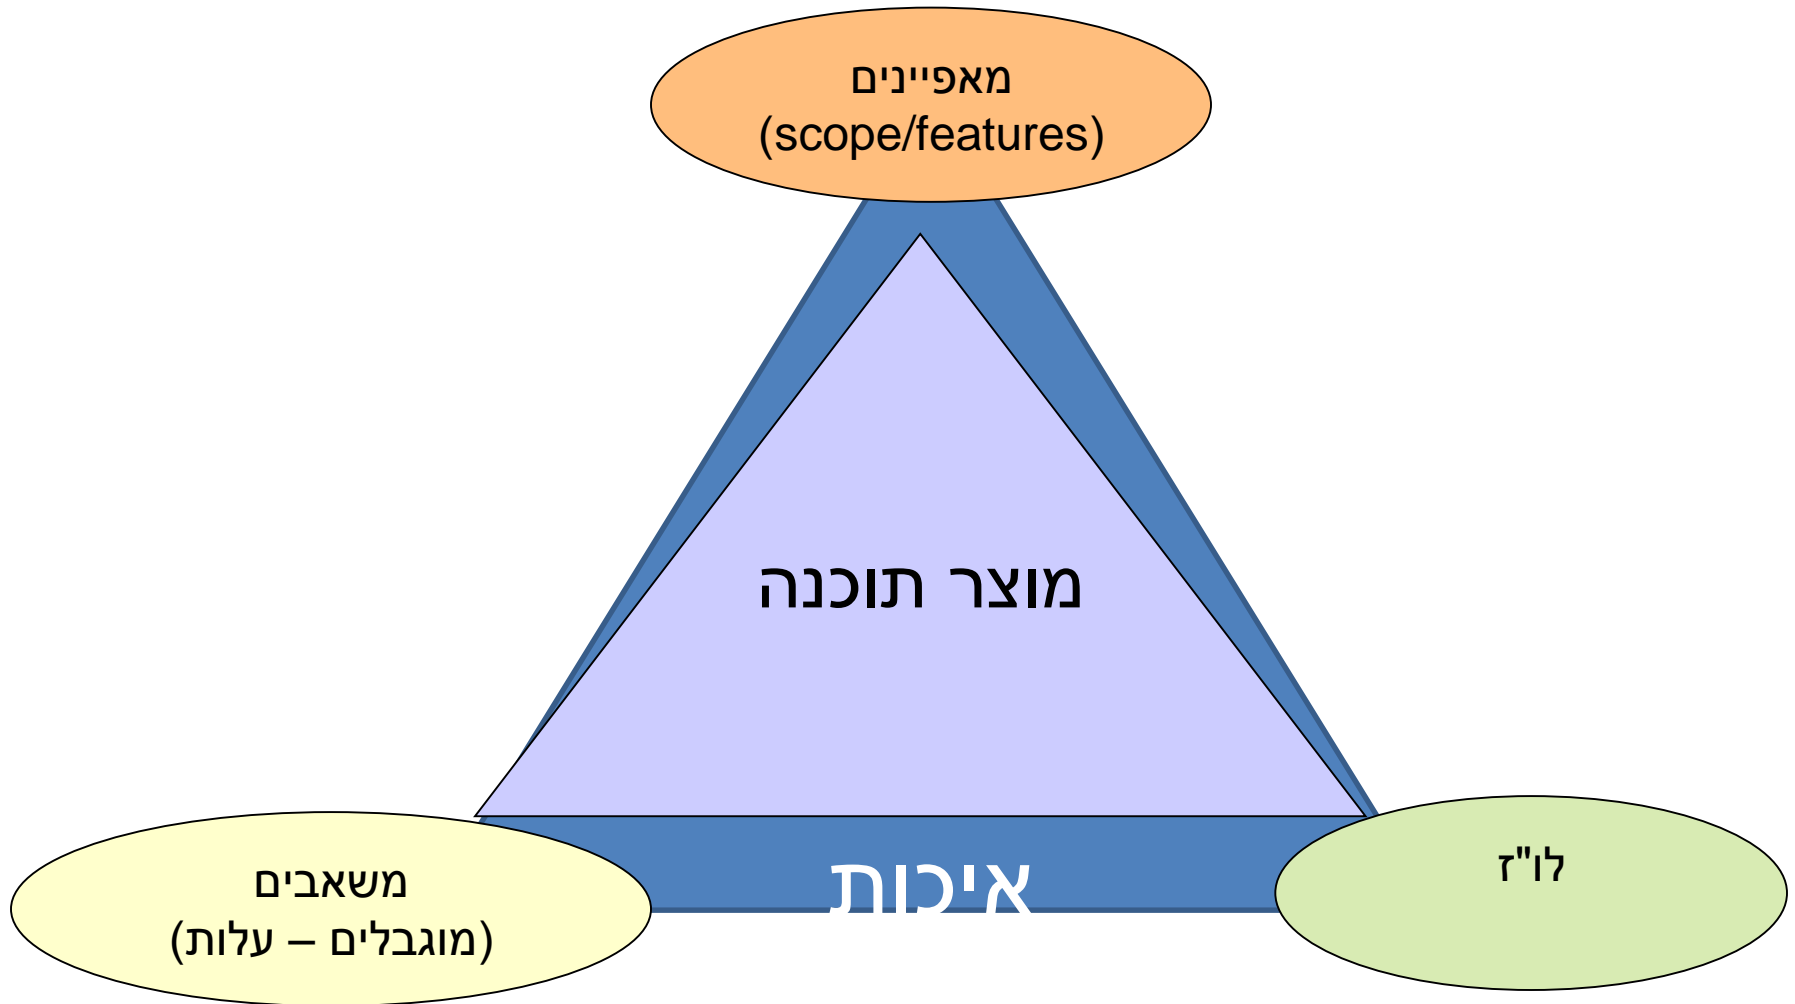 מאפיינים
(scope/features)
מוצר תוכנה
איכות
לו"ז
משאבים
(מוגבלים – עלות)